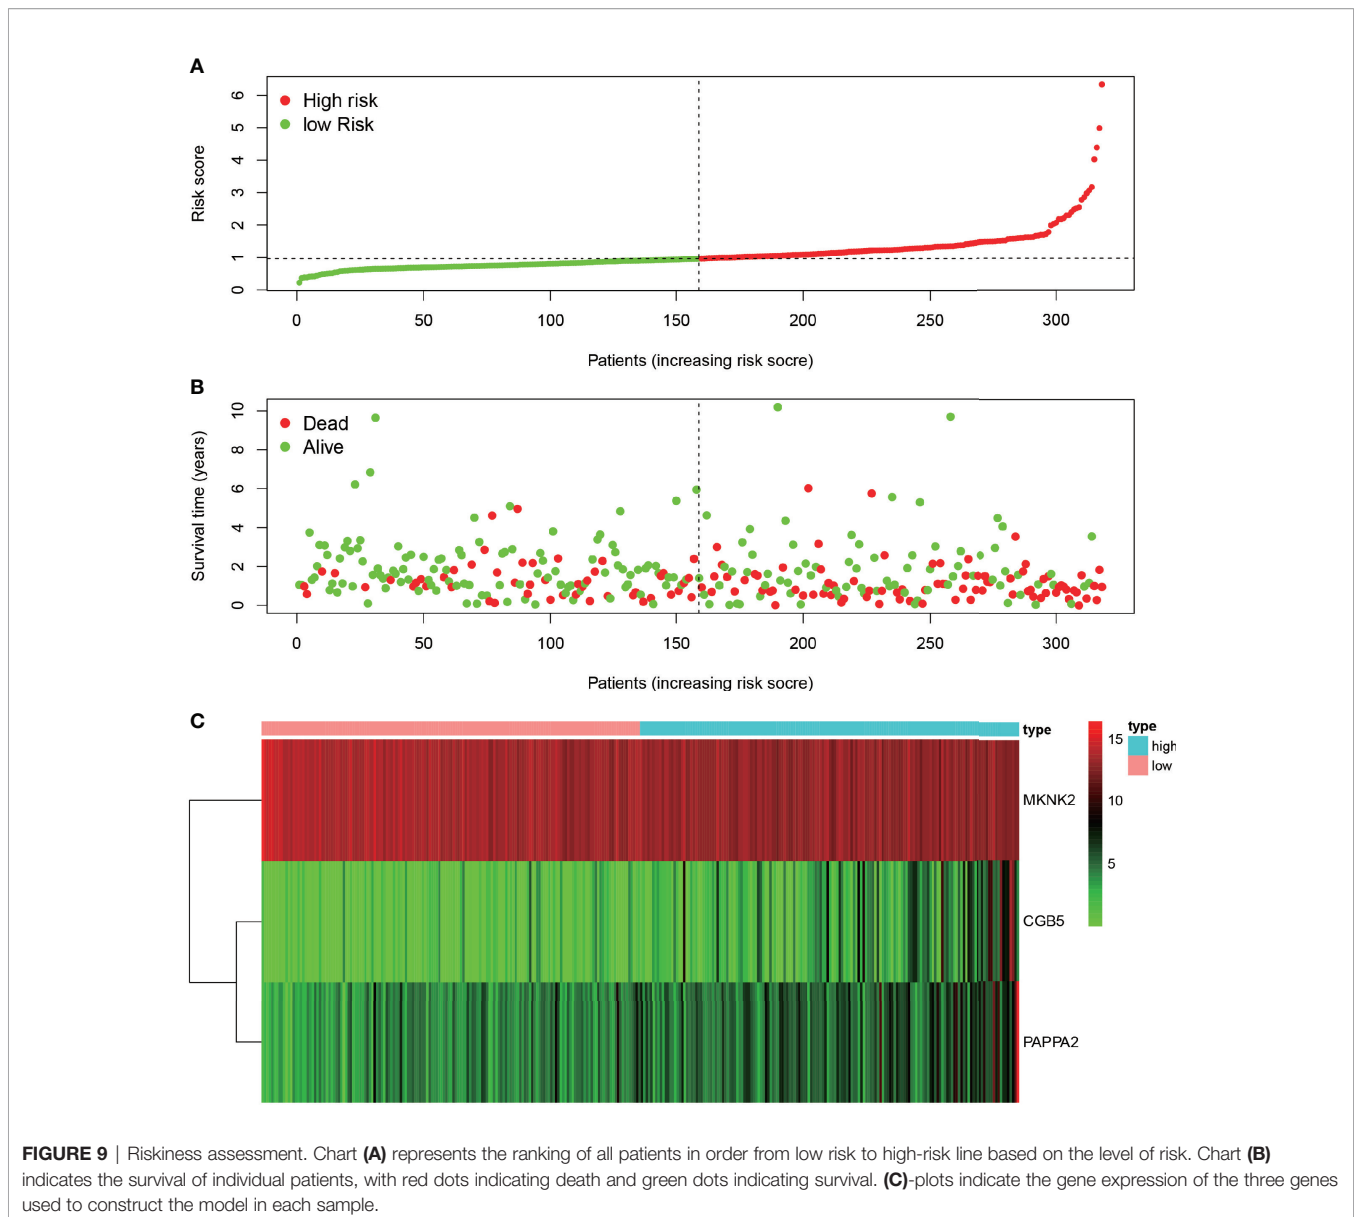 A
High risk
low Risk
Risk score
6
5
4
3
2
1
0
0 50 100 150 200 250 300
Patients (increasing risk socre)
B
Dead
Alive
Survival time (years)
10
8
6
4
2
0
0 50 100 150 200 250 300
Patients (increasing risk socre)
C
type
MKNK2
CGB5
PAPPA2
15
10
5
type
high
low
FIGURE 9 | Riskiness assessment. Chart (A) represents the ranking of all patients in order from low risk to high-risk line based on the level of risk. Chart (B)
indicates the survival of individual patients, with red dots indicating death and green dots indicating survival. (C)-plots indicate the gene expression of the three genes
used to construct the model in each sample.